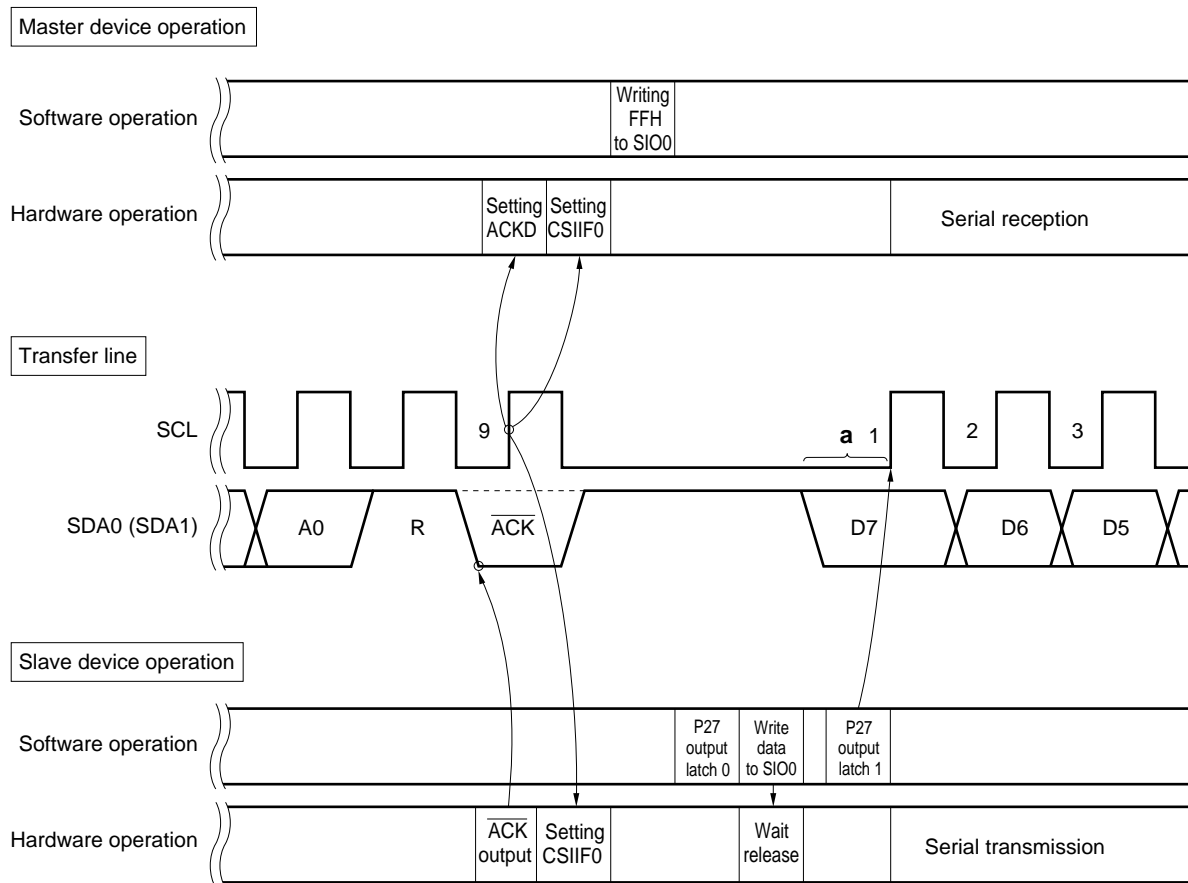 Master device operation
Software operation
Writing
FFH
to SIO0
Hardware operation
Setting
ACKD
Setting
CSIIF0
Serial reception
Transfer line
SCL
9
a 1
2
3
SDA0 (SDA1)
A0
R
ACK
D7
D6
D5
Slave device operation
Software operation
P27
output
latch 0
Write
data
to SIO0
P27
output
latch 1
Hardware operation
ACK
output
Setting
CSIIF0
Wait
release
Serial transmission